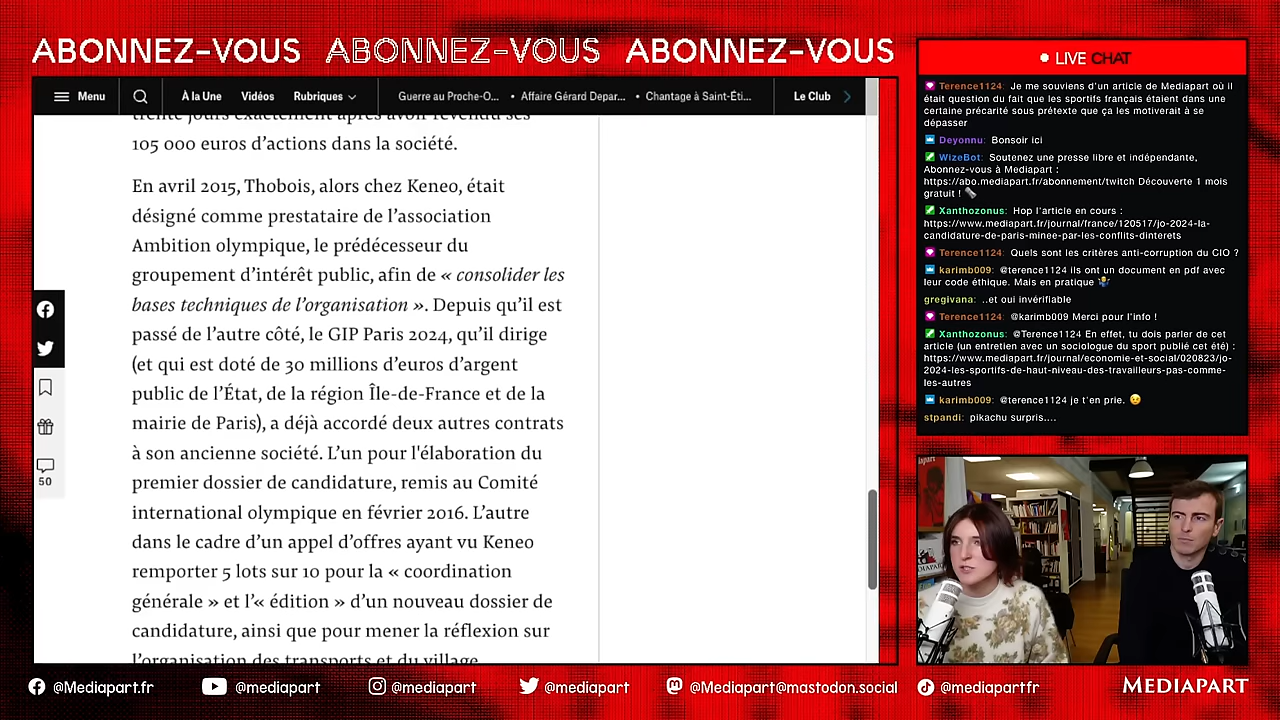 ABONNEZ-VOUS ABONNEZ-VOUS ABONNEZ-VOUS
Menu
À la Une
Vidéos
Rubriques
Guerre au Proche-O...
• Affaire Gérard Depar...
• Chantage à Saint-Éti...
Le Club
trente jours exactement après avoir revendu ses
105 000 euros d'actions dans la société.
En avril 2015, Thobois, alors chez Keneo, était
désigné comme prestataire de l'association
Ambition olympique, le prédécesseur du
groupement d'intérêt public, afin de « consolider les
bases techniques de l'organisation ». Depuis qu'il est
passé de l'autre côté, le GIP Paris 2024, qu'il dirige
(et qui est doté de 30 millions d'euros d'argent
public de l'État, de la région Île-de-France et de la
mairie de Paris), a déjà accordé deux autres contrats
à son ancienne société. L'un pour l'élaboration du
premier dossier de candidature, remis au Comité
international olympique en février 2016. L'autre
dans le cadre d'un appel d'offres ayant vu Keneo
remporter 5 lots sur 10 pour la « coordination
générale » et l'« édition » d'un nouveau dossier de
candidature, ainsi que pour mener la réflexion sur
l'organisation des transports et du village
50
LIVE CHAT
Terence1124: Je me souviens d'un article de Mediapart où il
était question du fait que les sportifs français étaient dans une
certaine précarité sous prétexte que ça les motiverait à se
dépasser
Deyonnu: Bonsoir ici
WizeBot: Soutenez une presse libre et indépendante,
Abonnez-vous à Mediapart :
https://abo.mediapart.fr/abonnement/twitch Découverte 1 mois
gratuit !
Xanthozonus: Hop l'article en cours :
https://www.mediapart.fr/journal/france/120517/jo-2024-la-
candidature-de-paris-minee-par-les-conflits-dinterets
Terence1124: Quels sont les critères anti-corruption du CIO ?
karimb009: @terence1124 ils ont un document en pdf avec
leur code éthique. Mais en pratique
gregivana: ..et oui invérifiable
Terence1124: @karimb009 Merci pour l'info !
Xanthozonus: @Terence1124 En effet, tu dois parler de cet
article (un entretien avec un sociologue du sport publié cet été) :
https://www.mediapart.fr/journal/economie-et-social/020823/jo-
2024-les-sportifs-de-haut-niveau-des-travailleurs-pas-comme-
les-autres
karimb009: @terence1124 je t'en prie.
stpandi: pikachu surpris....
@Mediapart.fr
@mediapart
@mediapart
@mediapart
@Mediapart@mastodon.social
@mediapartfr
MEDIAPART